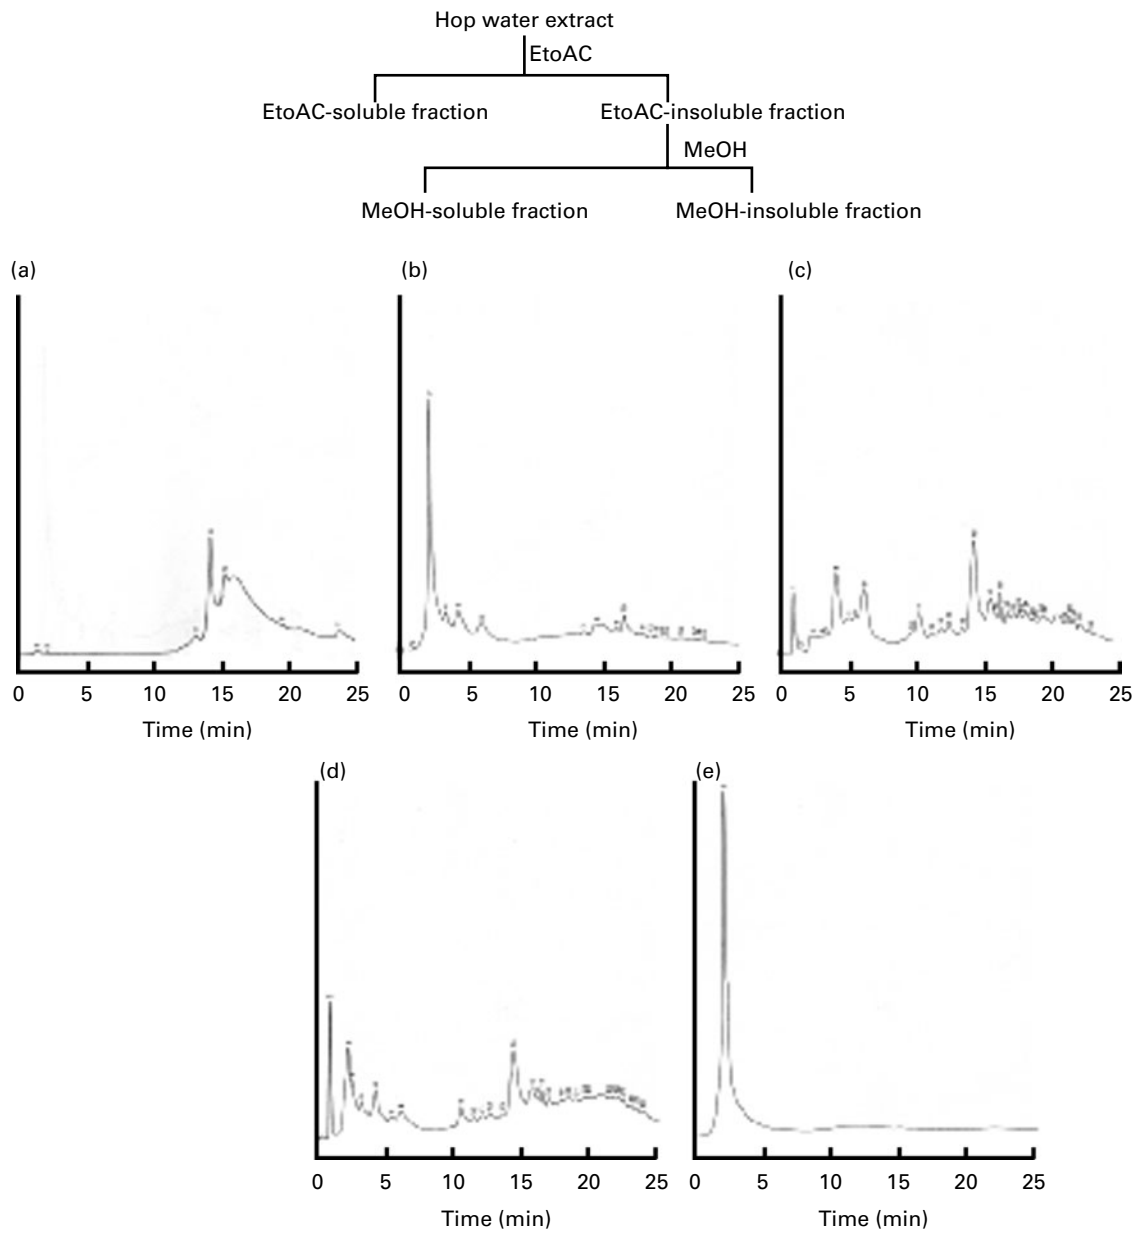 Hop water extract
EtoAC
EtoAC-soluble fraction EtoAC-insoluble fraction
MeOH
MeOH-soluble fraction MeOH-insoluble fraction
(a) (b) (c)
0 5 10 15 20 25 0 5 10 15 20 25 0 5 10 15 20 25
Time (min) Time (min) Time (min)
(d) (e)
0 5 10 15 20 25 0 5 10 15 20 25
Time (min) Time (min)